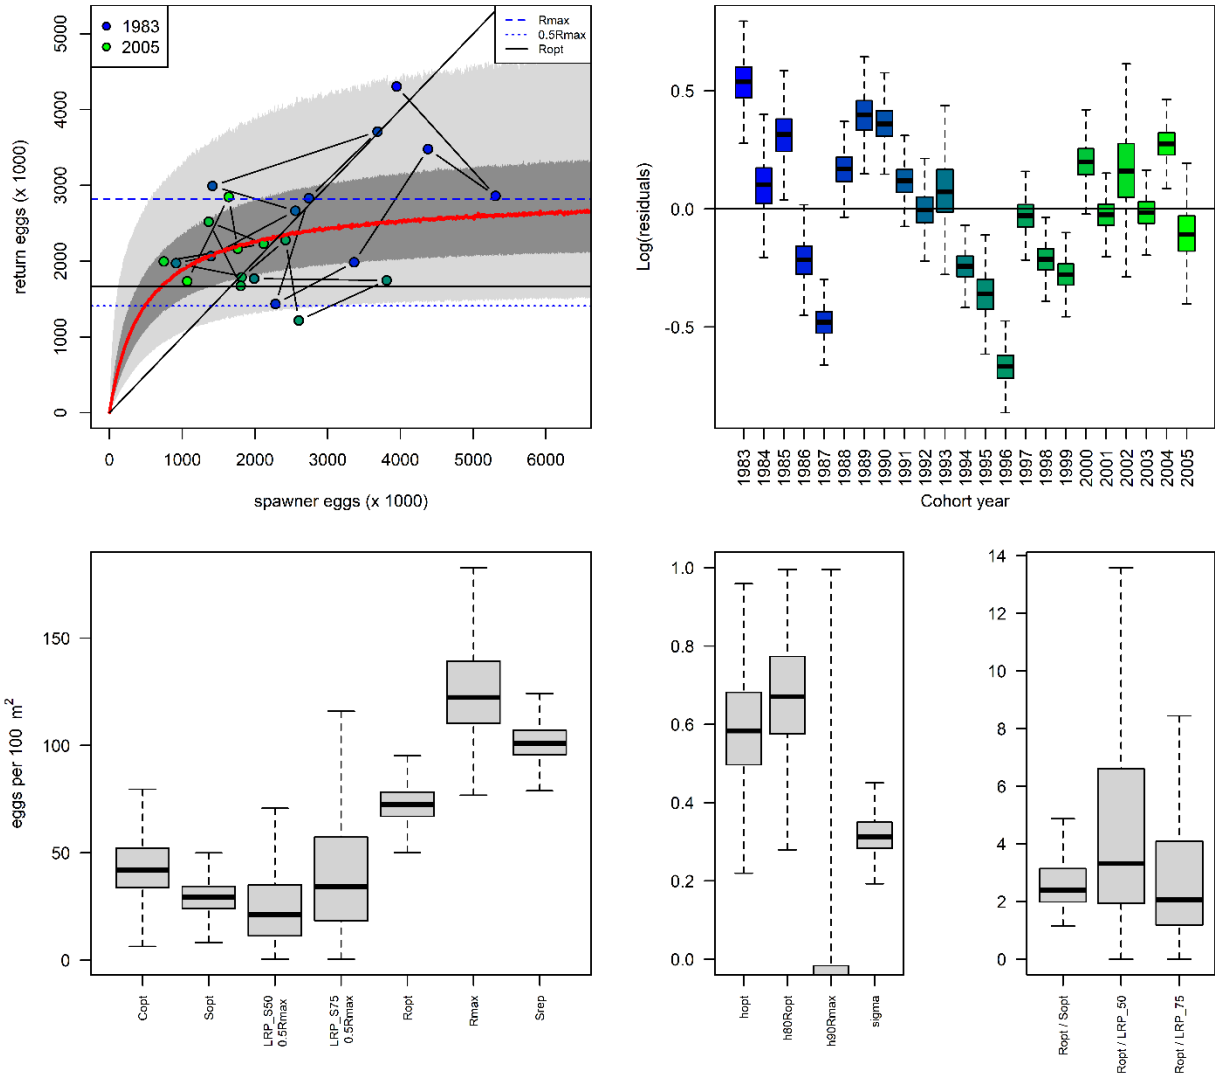 1983
2005
Rmax
0.5Rmax
Ropt
return eggs (x 1000)
5000
4000
3000
2000
1000
0
0 1000 2000 3000 4000 5000 6000
spawner eggs (x 1000)
Log(residuals)
0.5
0.0
-0.5
1983 1984 1985 1986 1987 1988 1989 1990 1991 1992 1993 1994 1995 1996 1997 1998 1999 2000 2001 2002 2003 2004 2005
Cohort year
eggs per 100 m²
150
100
50
0
Copt Sopt LRP_S50 LRP_S75 Ropt Rmax Srep
0.5Rmax 0.5Rmax
1.0
0.8
0.6
0.4
0.2
0.0
hopt h80Ropt h90Rmax sigma
14
12
10
8
6
4
2
0
Ropt / Sopt Ropt / LRP_50 Ropt / LRP_75